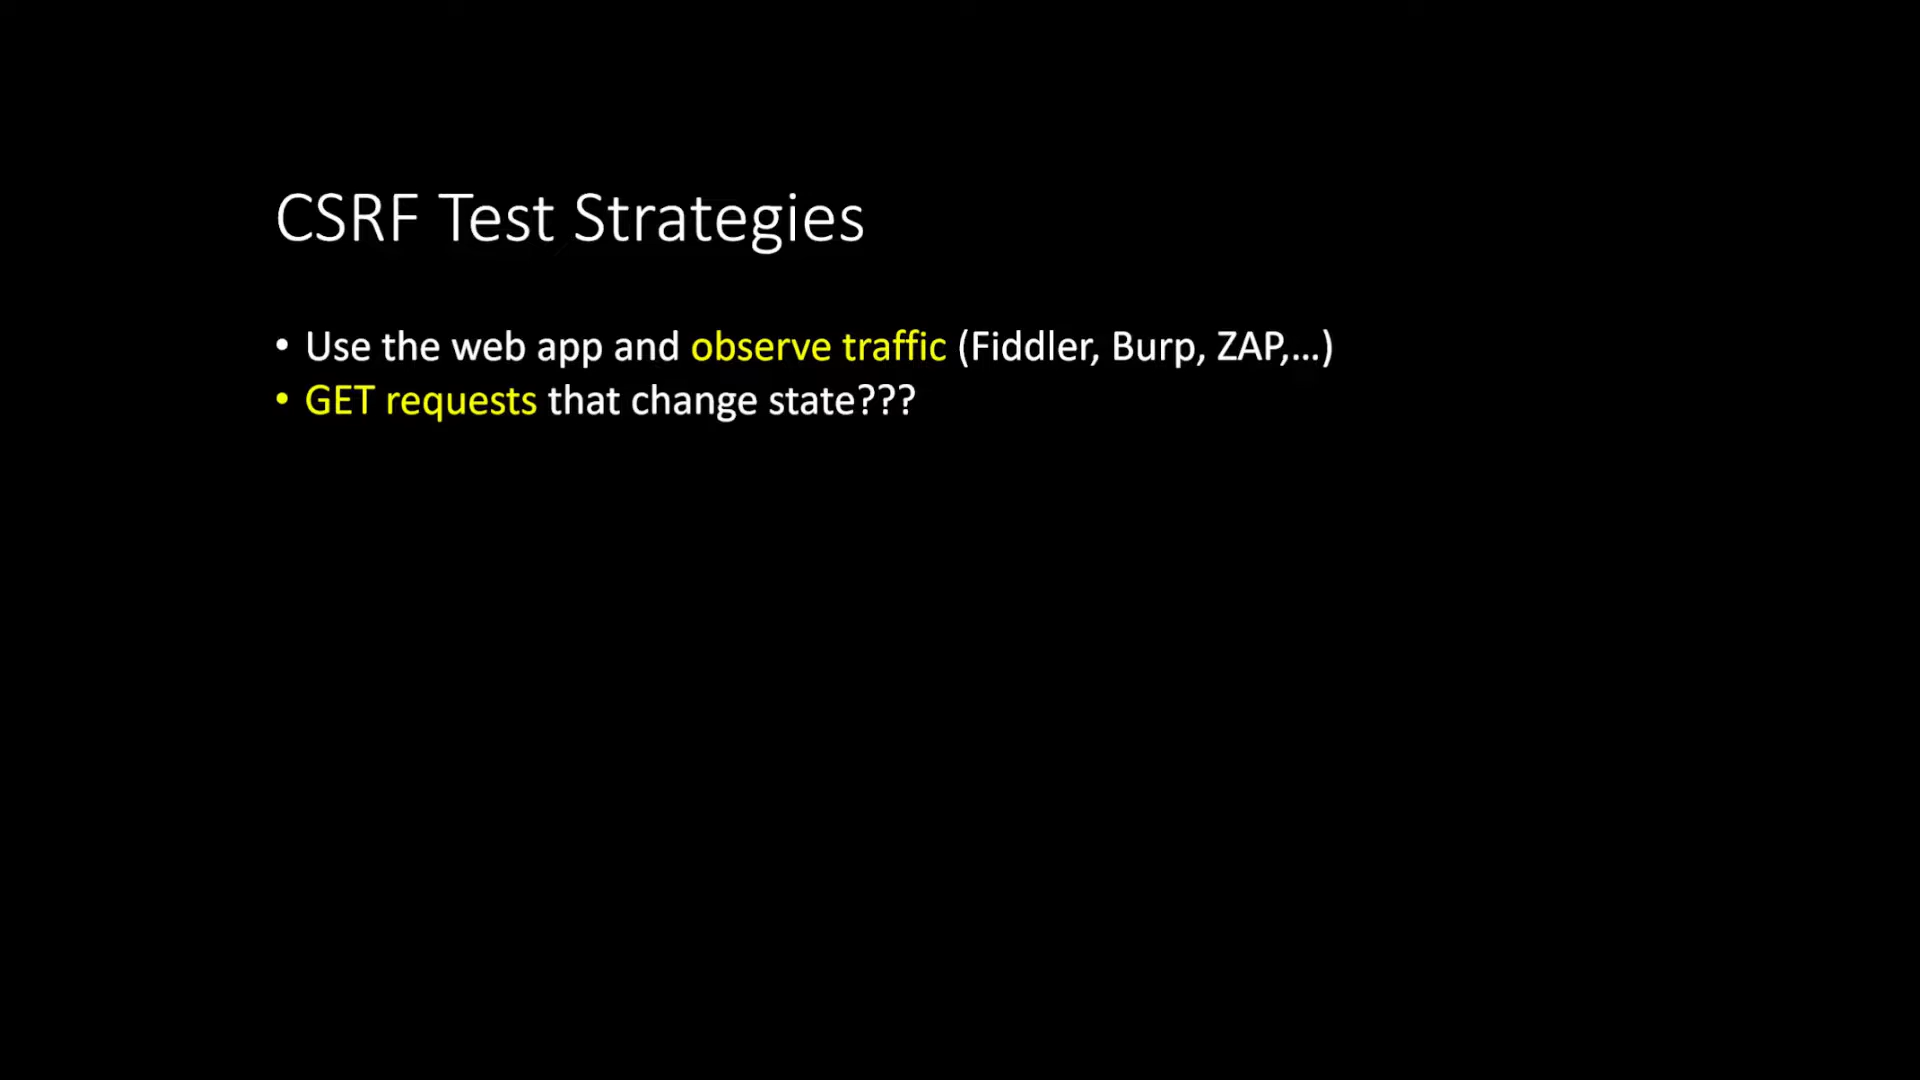 CSRF Test Strategies
• Use the web app and observe traffic (Fiddler, Burp, ZAP,...)
• GET requests that change state???